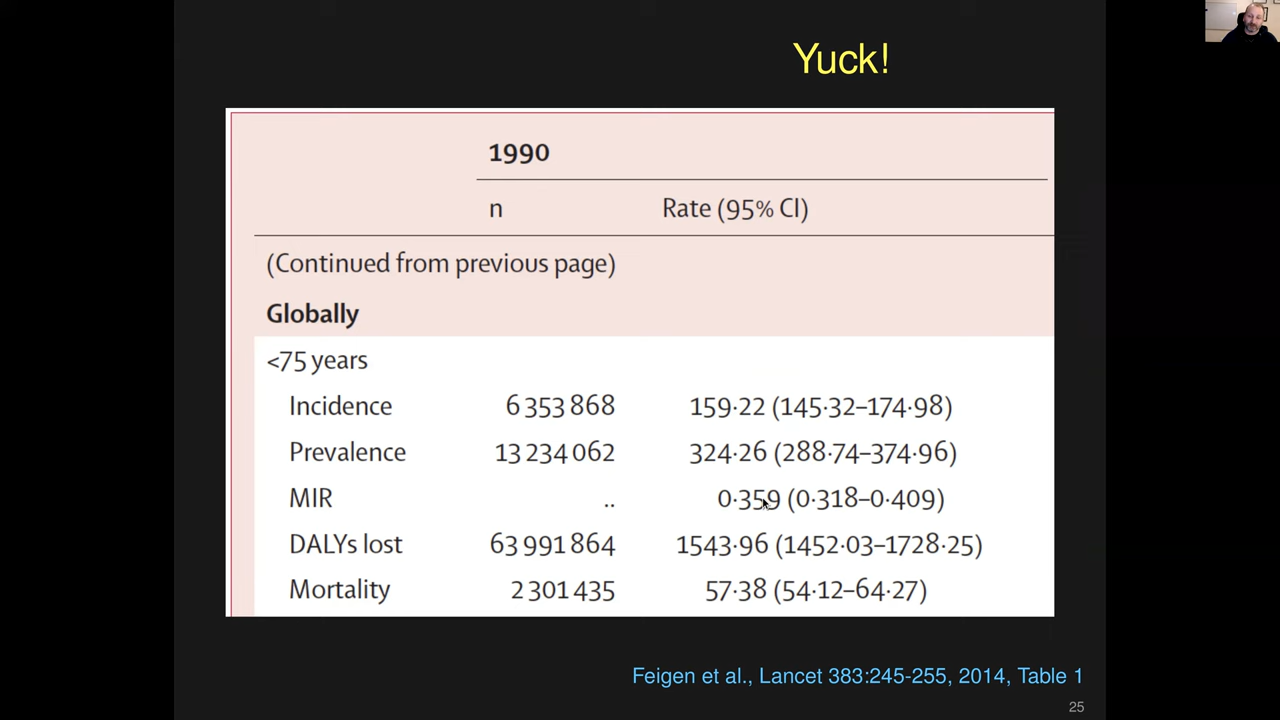 Yuck!
1990
n Rate (95% CI)
(Continued from previous page)
Globally
<75 years
Incidence 6 353 868 159·22 (145·32–174·98)
Prevalence 13 234 062 324·26 (288·74–374·96)
MIR .. 0·359 (0·318–0·409)
DALYs lost 63 991 864 1543·96 (1452·03–1728·25)
Mortality 2 301 435 57·38 (54·12–64·27)
Feigen et al., Lancet 383:245-255, 2014, Table 1
25